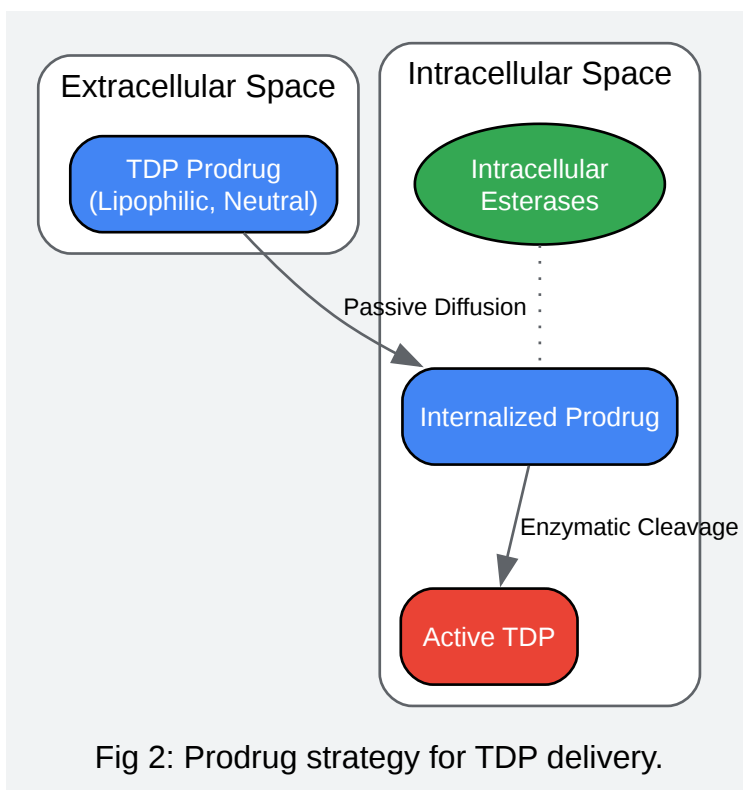 Extracellular Space
TDP Prodrug
(Lipophilic, Neutral)
Intracellular Space
Intracellular
Esterases
Passive Diffusion
Internalized Prodrug
Enzymatic Cleavage
Active TDP
Fig 2: Prodrug strategy for TDP delivery.